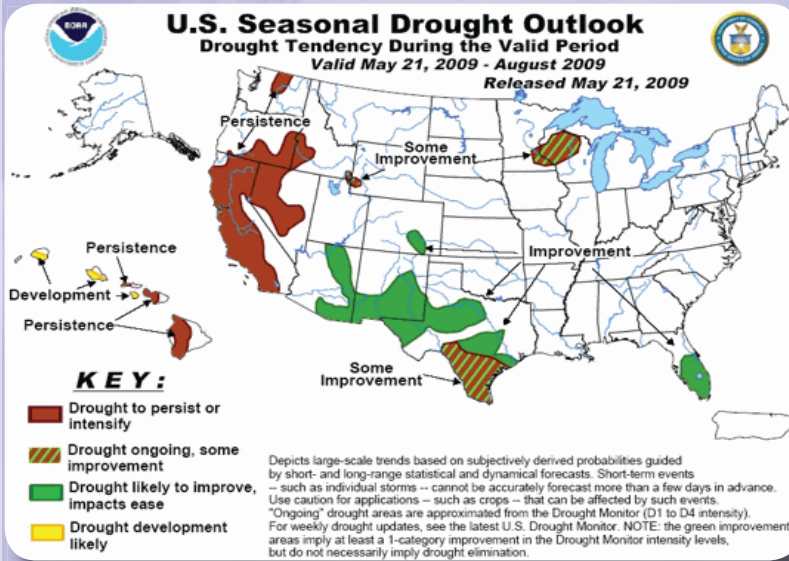 NOAA
U.S. Seasonal Drought Outlook
Drought Tendency During the Valid Period
Valid May 21, 2009 - August 2009
Released May 21, 2009
Persistence
Some
Improvement
Persistence
Improvement
Development
Persistence
Some
Improvement
KEY:
Drought to persist or
intensify
Drought ongoing, some
improvement
Drought likely to improve,
impacts ease
Drought development
likely
Depicts large-scale trends based on subjectively derived probabilities guided
by short- and long-range statistical and dynamical forecasts. Short-term events
-- such as individual storms -- cannot be accurately forecast more than a few days in advance.
Use caution for applications -- such as crops -- that can be affected by such events.
"Ongoing" drought areas are approximated from the Drought Monitor (D1 to D4 intensity).
For weekly drought updates, see the latest U.S. Drought Monitor. NOTE: the green improvement
areas imply at least a 1-category improvement in the Drought Monitor intensity levels,
but do not necessarily imply drought elimination.